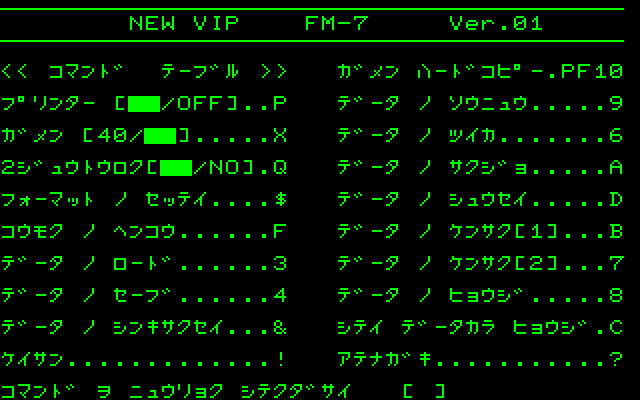 NEW VIP FM-7 Ver.01
<< コマンド テーブル >> ガメン ハードコピー.PF10
プリンター [ /OFF]..P データ ノ ソウニュウ.....9
ガメン [40/ ].....X データ ノ ツイカ.......6
2ジュウトウロク[ /NO].Q データ ノ サクジョ......A
フォーマット ノ セッテイ....$ データ ノ シュウセイ.....D
コウモク ノ ヘンコウ......F データ ノ ケンサク[1]...B
データ ノ ロード......3 データ ノ ケンサク[2]...7
データ ノ セーブ......4 データ ノ ヒョウジ.....8
データ ノ シンキサクセイ...& シテイ データカラ ヒョウジ.C
ケイサン.............! アテナガキ...........?
コマンド ヲ ニュウリョク シテクダサイ [ ]